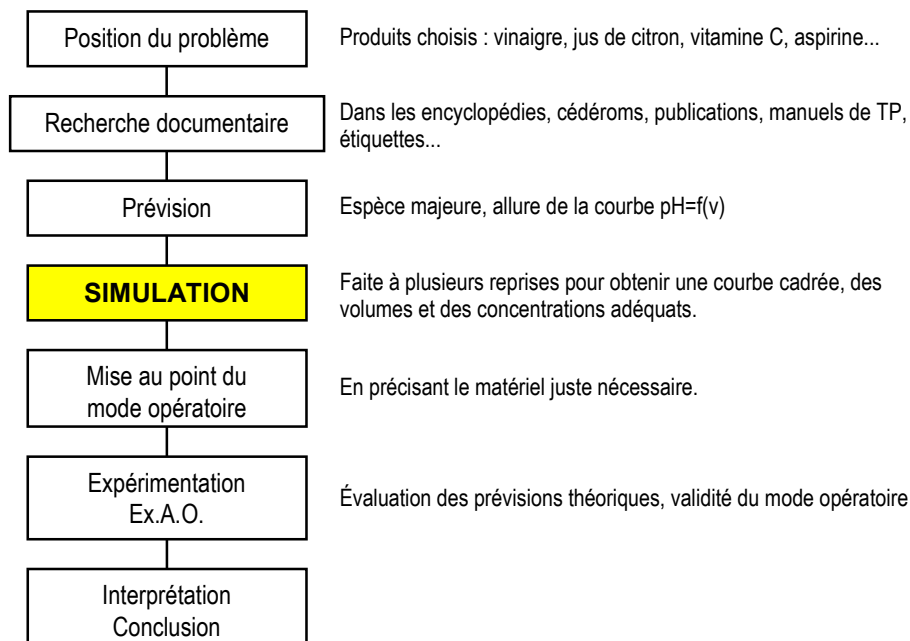 Position du problème
Produits choisis : vinaigre, jus de citron, vitamine C, aspirine...
Recherche documentaire
Dans les encyclopédies, cédéroms, publications, manuels de TP,
étiquettes...
Prévision
Espèce majeure, allure de la courbe pH=f(v)
SIMULATION
Faite à plusieurs reprises pour obtenir une courbe cadrée, des
volumes et des concentrations adéquats.
Mise au point du
mode opératoire
En précisant le matériel juste nécessaire.
Expérimentation
Ex.A.O.
Évaluation des prévisions théoriques, validité du mode opératoire
Interprétation
Conclusion